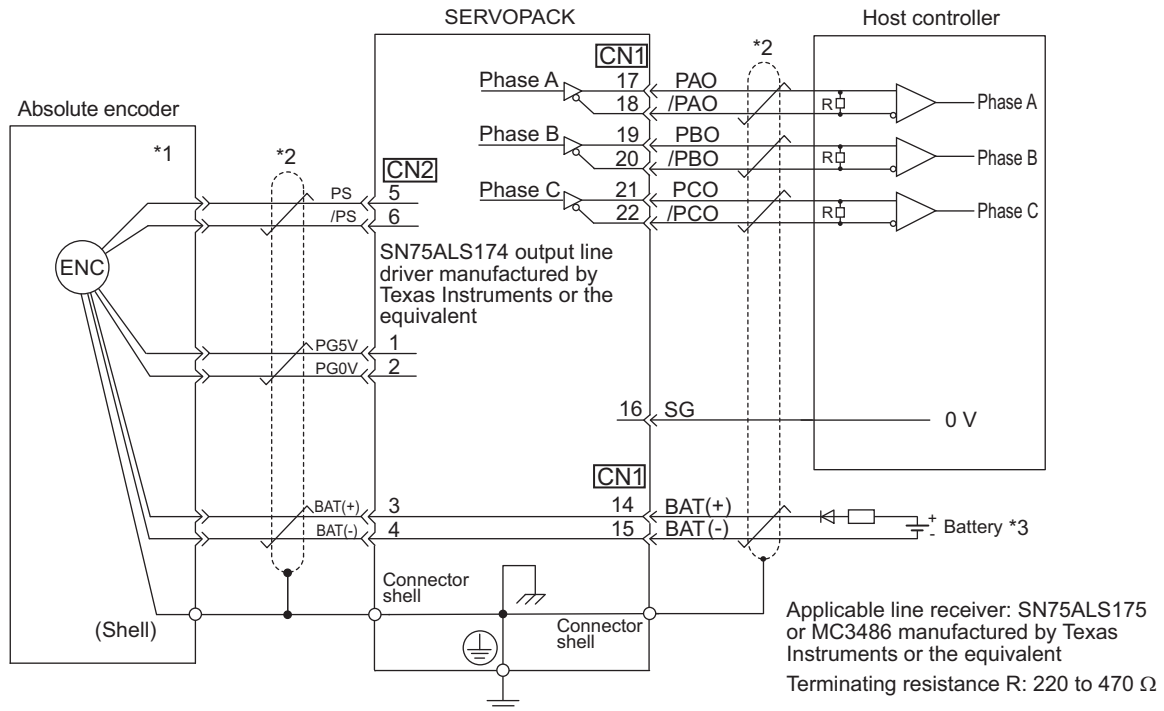 SERVOPACK
Host controller
CN1
*2
Phase A
17
PAO
18
/PAO
R
Phase A
Absolute encoder
*1
*2
Phase B
19
PBO
20
/PBO
R
Phase B
CN2
PS
5
/PS
6
Phase C
21
PCO
22
/PCO
R
Phase C
ENC
SN75ALS174 output line
driver manufactured by
Texas Instruments or the
equivalent
PG5V
1
PG0V
2
16
SG
0 V
CN1
BAT(+)
3
14
BAT(+)
BAT(-)
4
15
BAT(-)
+
-
Battery *3
Connector
shell
(Shell)
Connector
shell
Applicable line receiver: SN75ALS175
or MC3486 manufactured by Texas
Instruments or the equivalent
Terminating resistance R: 220 to 470 Ω